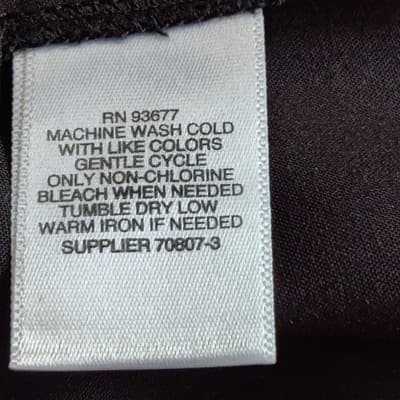 RN 93677
MACHINE WASH COLD
WITH LIKE COLORS
GENTLE CYCLE
ONLY NON-CHLORINE
BLEACH WHEN NEEDED
TUMBLE DRY LOW
WARM IRON IF NEEDED
SUPPLIER 70807-3